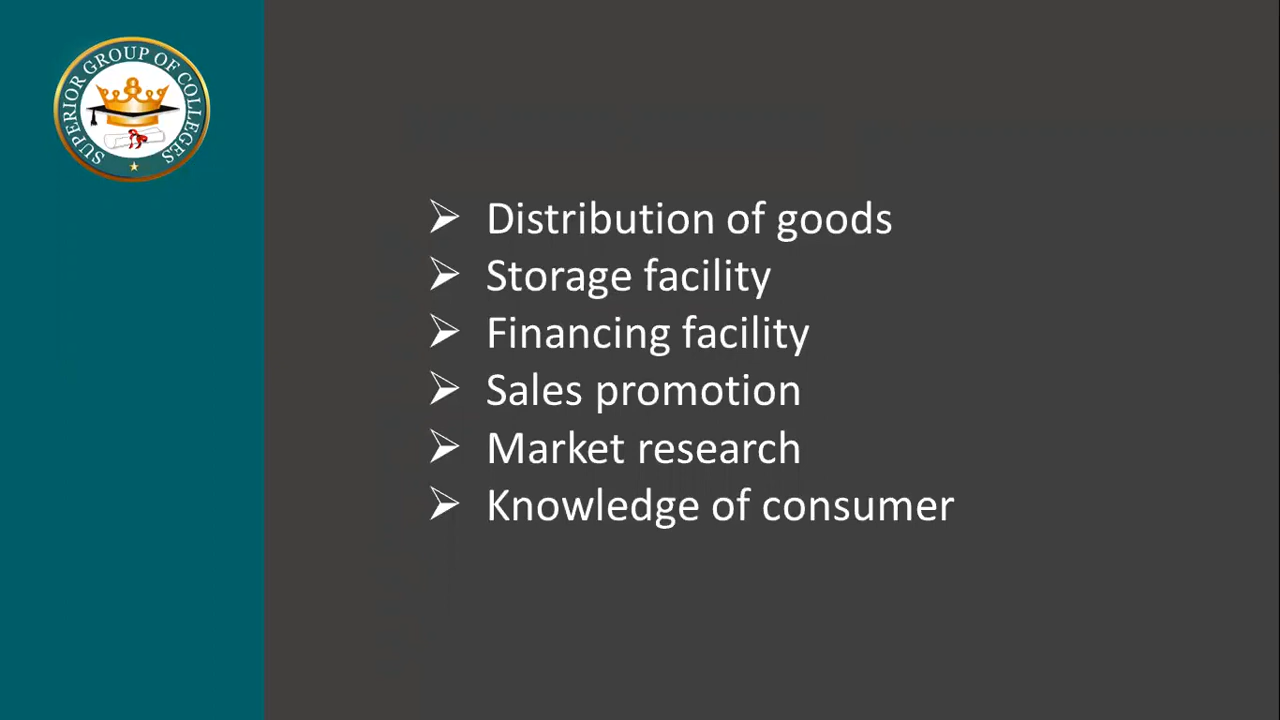 SUPERIOR GROUP OF COLLEGES
Distribution of goods
Storage facility
Financing facility
Sales promotion
Market research
Knowledge of consumer